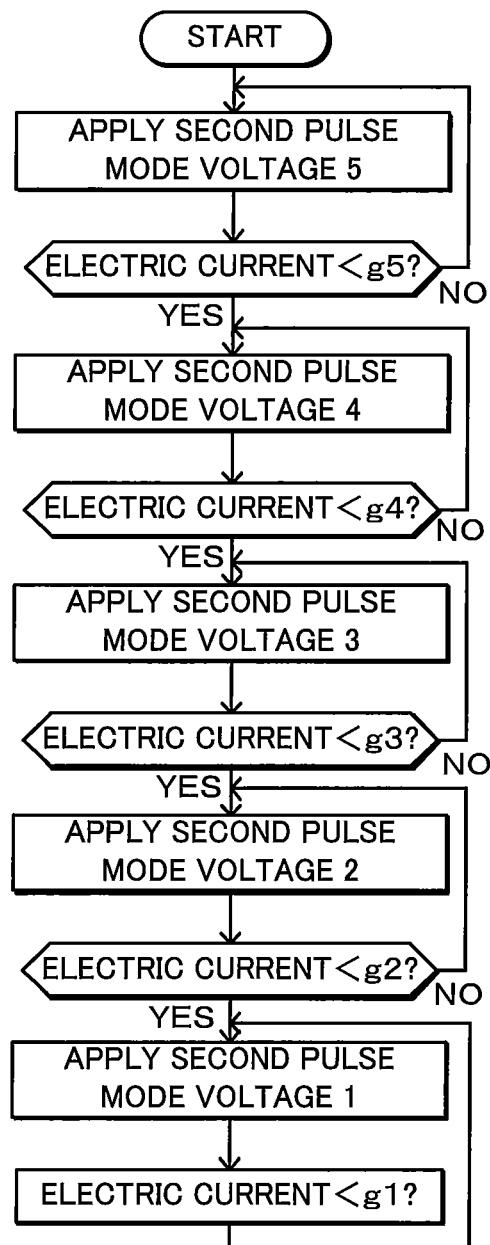 START
APPLY SECOND PULSE
MODE VOLTAGE 5
ELECTRIC CURRENT<g5?
NO
YES
APPLY SECOND PULSE
MODE VOLTAGE 4
ELECTRIC CURRENT<g4?
NO
YES
APPLY SECOND PULSE
MODE VOLTAGE 3
ELECTRIC CURRENT<g3?
NO
YES
APPLY SECOND PULSE
MODE VOLTAGE 2
ELECTRIC CURRENT<g2?
NO
YES
APPLY SECOND PULSE
MODE VOLTAGE 1
ELECTRIC CURRENT<g1?